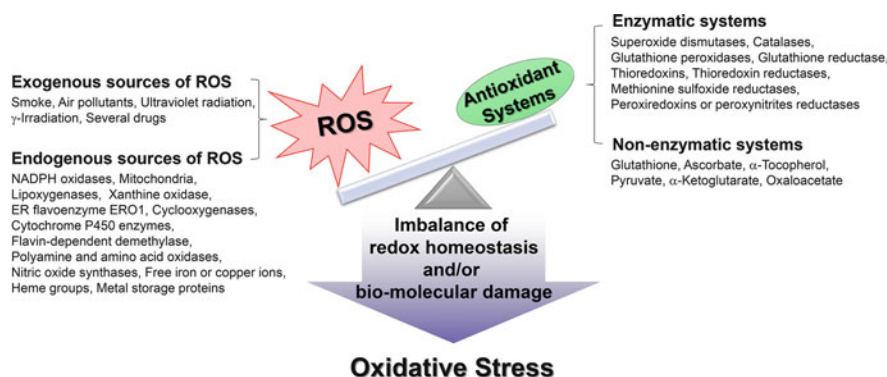 Exogenous sources of ROS
Smoke, Air pollutants, Ultraviolet radiation,
γ-Irradiation, Several drugs
Endogenous sources of ROS
NADPH oxidases, Mitochondria,
Lipoxygenases, Xanthine oxidase,
ER flavoenzyme ERO1, Cyclooxygenases,
Cytochrome P450 enzymes,
Flavin-dependent demethylase,
Polyamine and amino acid oxidases,
Nitric oxide synthases, Free iron or copper ions,
Heme groups, Metal storage proteins
ROS
Antioxidant
Systems
Enzymatic systems
Superoxide dismutases, Catalases,
Glutathione peroxidases, Glutathione reductase,
Thioredoxins, Thioredoxin reductases,
Methionine sulfoxide reductases,
Peroxiredoxins or peroxynitrites reductases
Non-enzymatic systems
Glutathione, Ascorbate, α-Tocopherol,
Pyruvate, α-Ketoglutarate, Oxaloacetate
Imbalance of
redox homeostasis
and/or
bio-molecular damage
Oxidative Stress